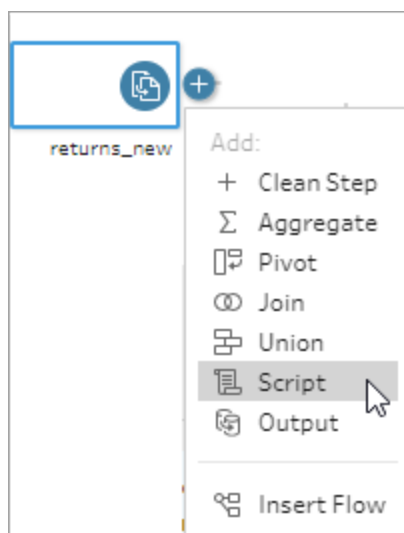 returns_new
Add:
Clean Step
Aggregate
Pivot
Join
Union
Script
Output
Insert Flow